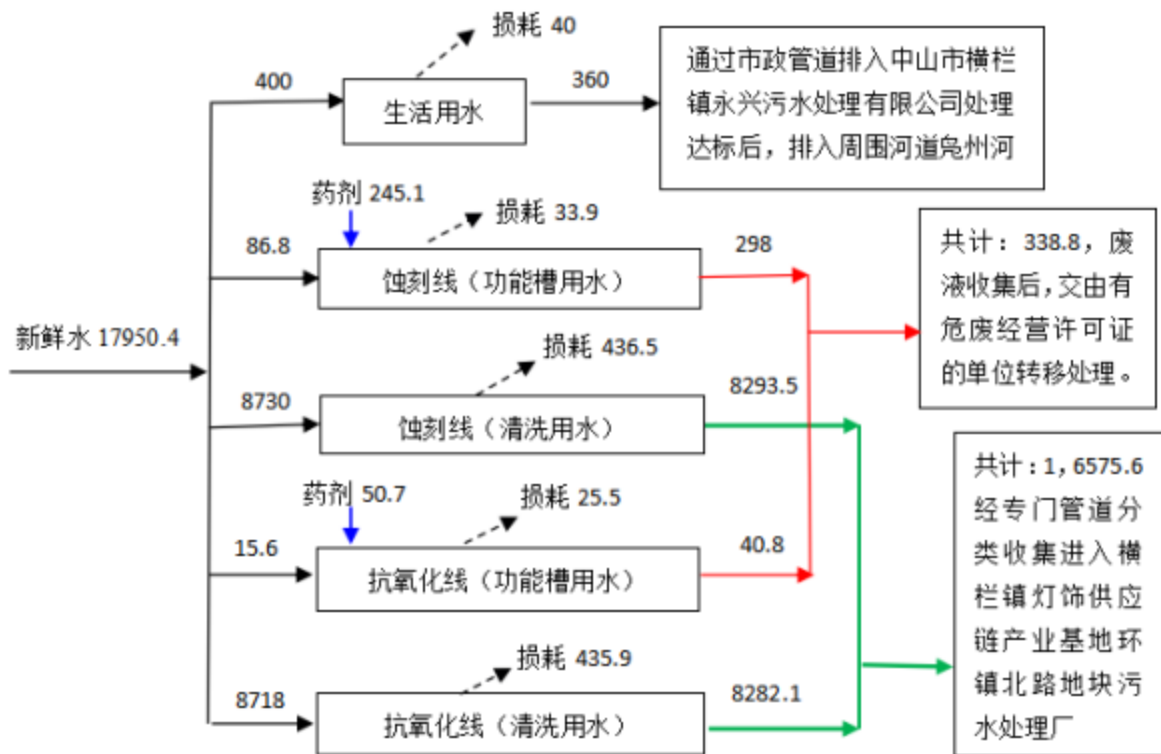 损耗 40
400
生活用水
360
通过市政管道排入中山市横栏
镇永兴污水处理有限公司处理
达标后，排入周围河道凫州河
药剂 245.1
损耗 33.9
86.8
蚀刻线（功能槽用水）
298
共计：338.8，废
液收集后，交由有
危废经营许可证
的单位转移处理。
新鲜水 17950.4
损耗 436.5
8730
蚀刻线（清洗用水）
8293.5
药剂 50.7
损耗 25.5
15.6
抗氧化线（功能槽用水）
40.8
共计：1，6575.6
经专门管道分
类收集进入横
栏镇灯饰供应
链产业基地环
镇北路地块污
水处理厂
损耗 435.9
8718
抗氧化线（清洗用水）
8282.1